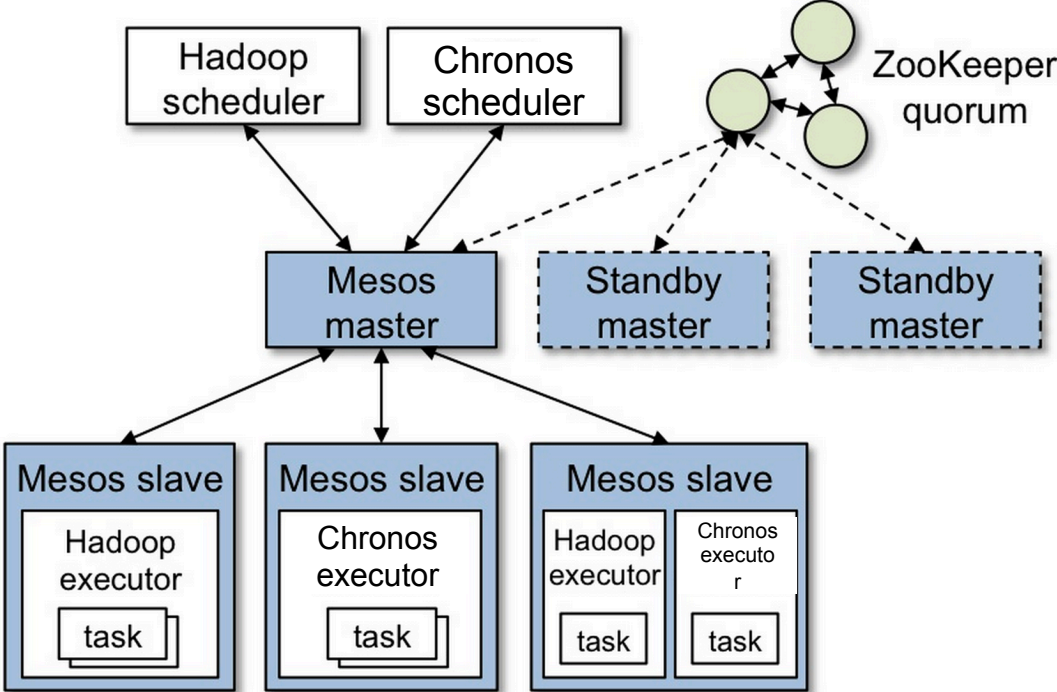 Hadoop
scheduler
Chronos
scheduler
ZooKeeper
quorum
Mesos
master
Standby
master
Standby
master
Mesos slave
Hadoop
executor
task
Mesos slave
Chronos
executor
task
Mesos slave
Hadoop
executor
task
Chronos
executo
r
task